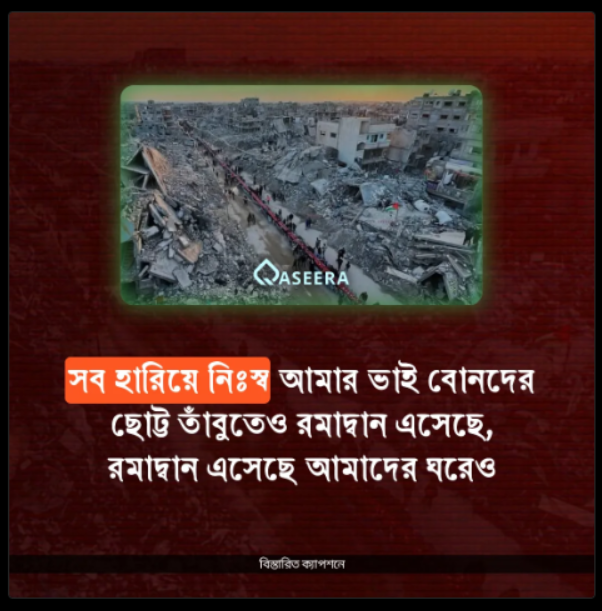 QASEERA
সব হারিয়ে নিঃস্ব আমার ভাই বোনদের
ছোট্ট তাঁবুতেও রমাদ্বান এসেছে,
রমাদ্বান এসেছে আমাদের ঘরেও
বিস্তারিত ক্যাপশনে